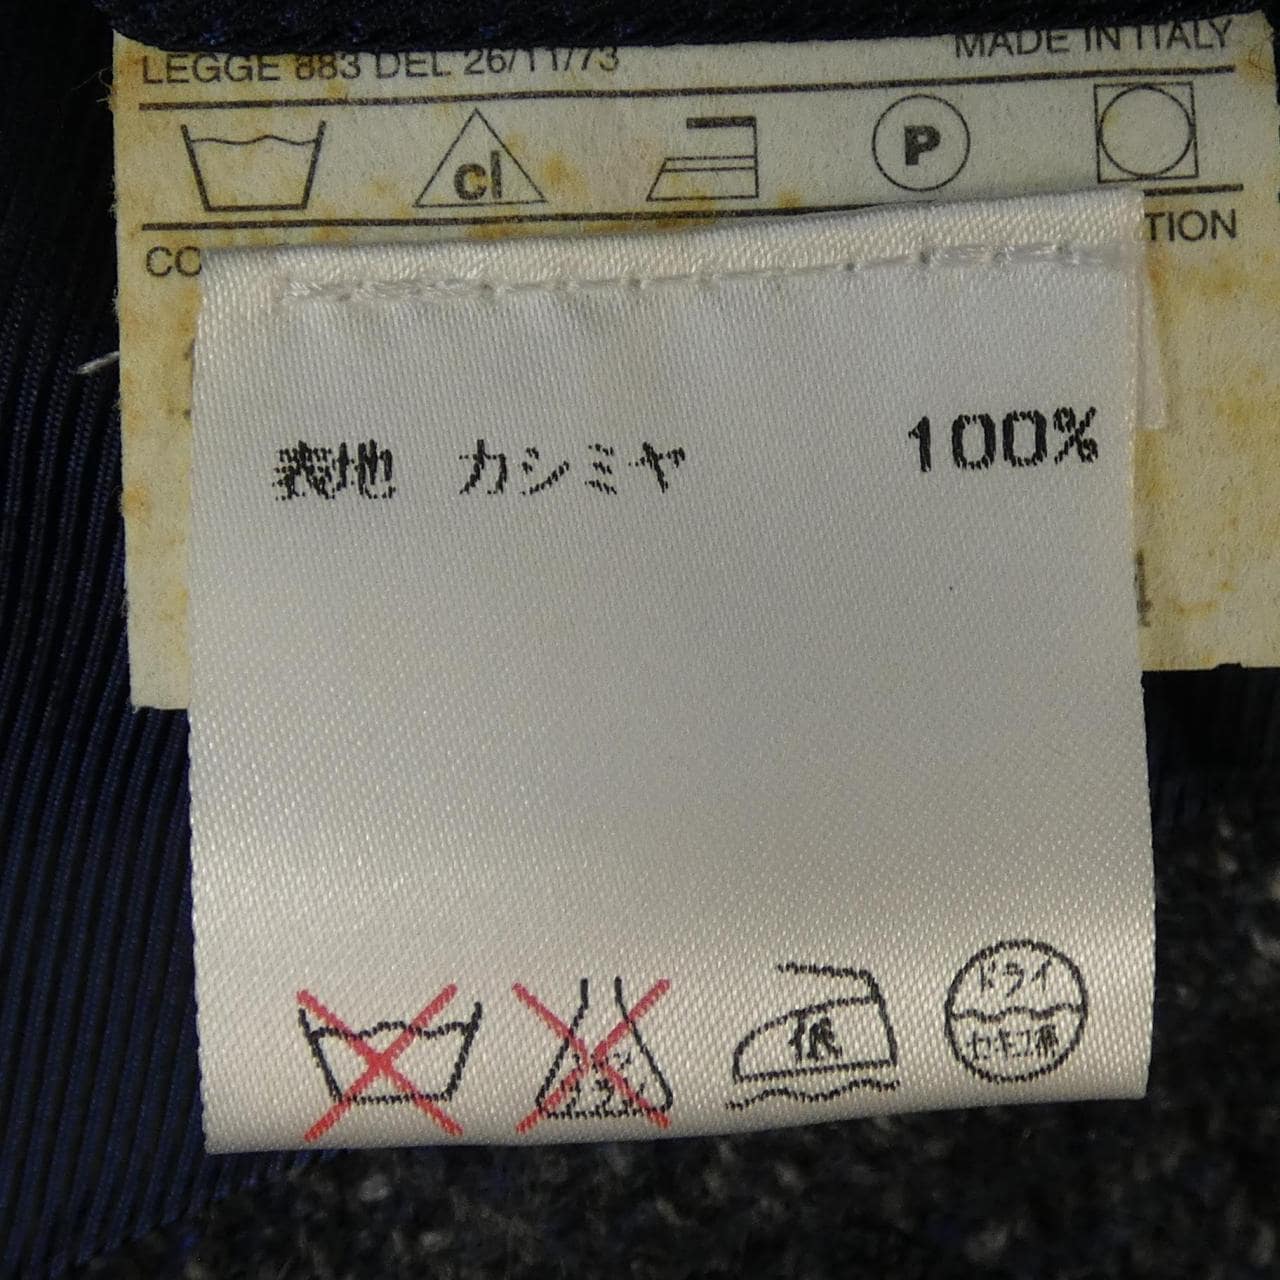 LEGGE 883 DEL 26/11/73 MADE IN ITALY
cl P
CO TION
表地 カシミヤ 100%
低 ドライ
セキユ系